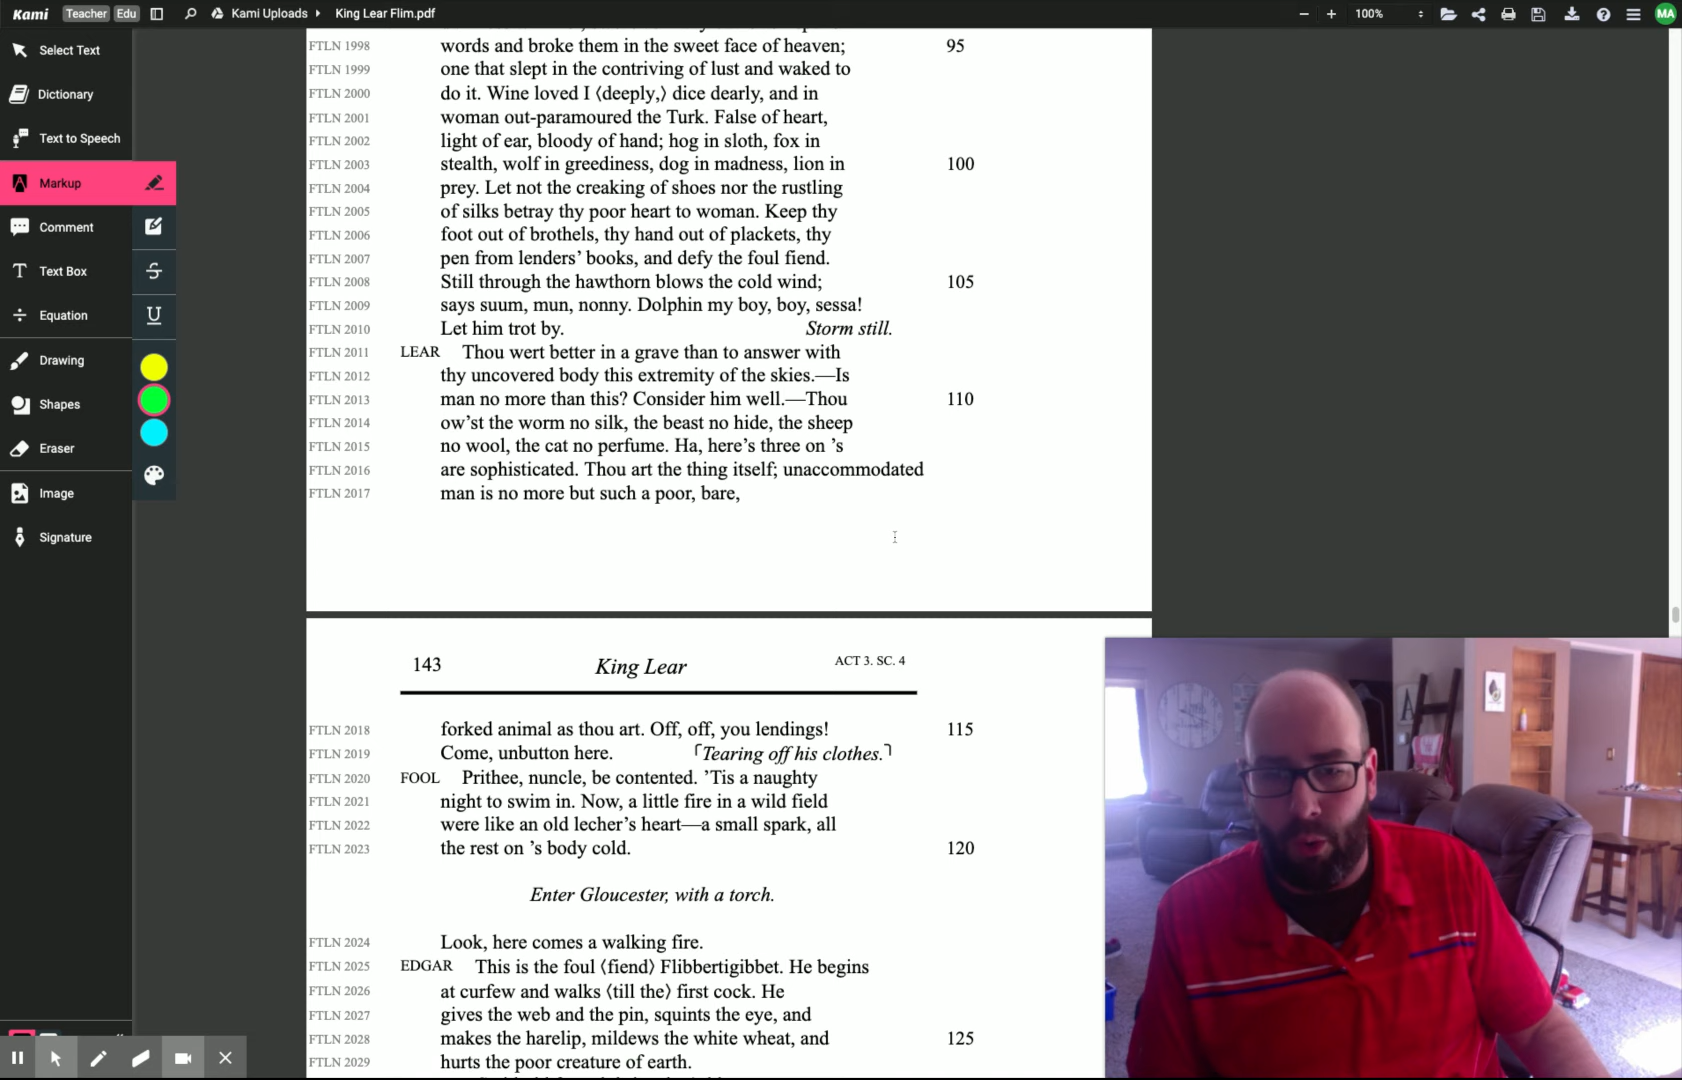 Kami Teacher Edu Kami Uploads King Lear Flim.pdf 100% MA
Select Text
Dictionary
Text to Speech
Markup
Comment
Text Box
Equation
Drawing
Shapes
Eraser
Image
Signature
FTLN 1998 words and broke them in the sweet face of heaven; 95
FTLN 1999 one that slept in the contriving of lust and waked to
FTLN 2000 do it. Wine loved I ⟨deeply,⟩ dice dearly, and in
FTLN 2001 woman out-paramoured the Turk. False of heart,
FTLN 2002 light of ear, bloody of hand; hog in sloth, fox in
FTLN 2003 stealth, wolf in greediness, dog in madness, lion in 100
FTLN 2004 prey. Let not the creaking of shoes nor the rustling
FTLN 2005 of silks betray thy poor heart to woman. Keep thy
FTLN 2006 foot out of brothels, thy hand out of plackets, thy
FTLN 2007 pen from lenders’ books, and defy the foul fiend.
FTLN 2008 Still through the hawthorn blows the cold wind; 105
FTLN 2009 says suum, mun, nonny. Dolphin my boy, boy, sessa!
FTLN 2010 Let him trot by. Storm still.
FTLN 2011 LEAR Thou wert better in a grave than to answer with
FTLN 2012 thy uncovered body this extremity of the skies.—Is
FTLN 2013 man no more than this? Consider him well.—Thou 110
FTLN 2014 ow’st the worm no silk, the beast no hide, the sheep
FTLN 2015 no wool, the cat no perfume. Ha, here’s three on ’s
FTLN 2016 are sophisticated. Thou art the thing itself; unaccommodated
FTLN 2017 man is no more but such a poor, bare,
143 King Lear ACT 3. SC. 4
FTLN 2018 forked animal as thou art. Off, off, you lendings! 115
FTLN 2019 Come, unbutton here. ⌜Tearing off his clothes.⌝
FTLN 2020 FOOL Prithee, nuncle, be contented. ’Tis a naughty
FTLN 2021 night to swim in. Now, a little fire in a wild field
FTLN 2022 were like an old lecher’s heart—a small spark, all
FTLN 2023 the rest on ’s body cold. 120
Enter Gloucester, with a torch.
FTLN 2024 Look, here comes a walking fire.
FTLN 2025 EDGAR This is the foul ⟨fiend⟩ Flibbertigibbet. He begins
FTLN 2026 at curfew and walks ⟨till the⟩ first cock. He
FTLN 2027 gives the web and the pin, squints the eye, and
FTLN 2028 makes the harelip, mildews the white wheat, and 125
FTLN 2029 hurts the poor creature of earth.